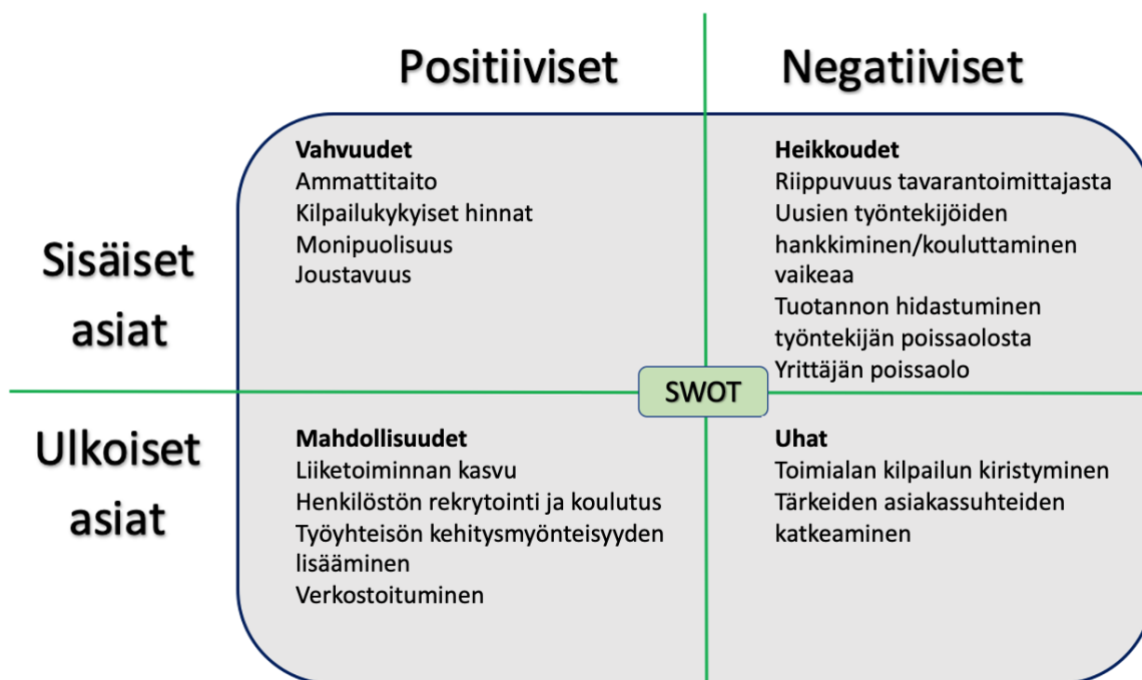 Positiiviset
Negatiiviset
Sisäiset
asiat
Vahvuudet
Ammattitaito
Kilpailukykyiset hinnat
Monipuolisuus
Joustavuus
Heikkoudet
Riippuvuus tavarantoimittajasta
Uusien työntekijöiden
hankkiminen/kouluttaminen
vaikeaa
Tuotannon hidastuminen
työntekijän poissaolosta
Yrittäjän poissaolo
SWOT
Ulkoiset
asiat
Mahdollisuudet
Liiketoiminnan kasvu
Henkilöstön rekrytointi ja koulutus
Työyhteisön kehitysmyönteisyyden
lisääminen
Verkostoituminen
Uhat
Toimialan kilpailun kiristyminen
Tärkeiden asiakassuhteiden
katkeaminen